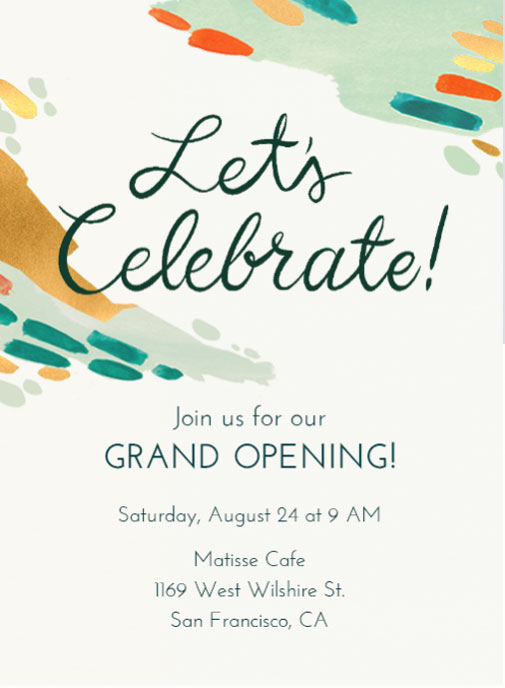 Let's
Celebrate!
Join us for our
GRAND OPENING!
Saturday, August 24 at 9 AM
Matisse Cafe
1169 West Wilshire St.
San Francisco, CA